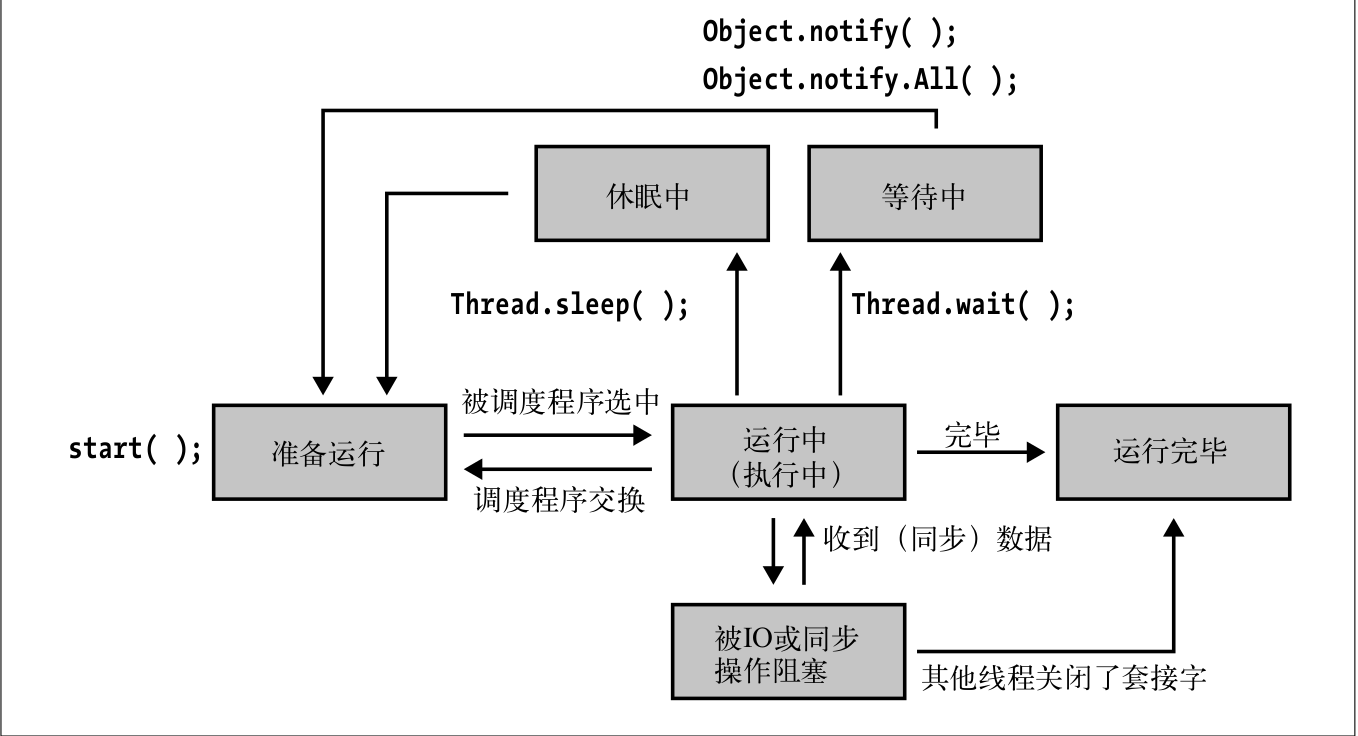 Object.notify( );
Object.notify.All( );
休眠中
等待中
Thread.sleep( );
Thread.wait( );
被调度程序选中
start( );
准备运行
运行中
（执行中）
完毕
运行完毕
调度程序交换
收到（同步）数据
被IO或同步
操作阻塞
其他线程关闭了套接字